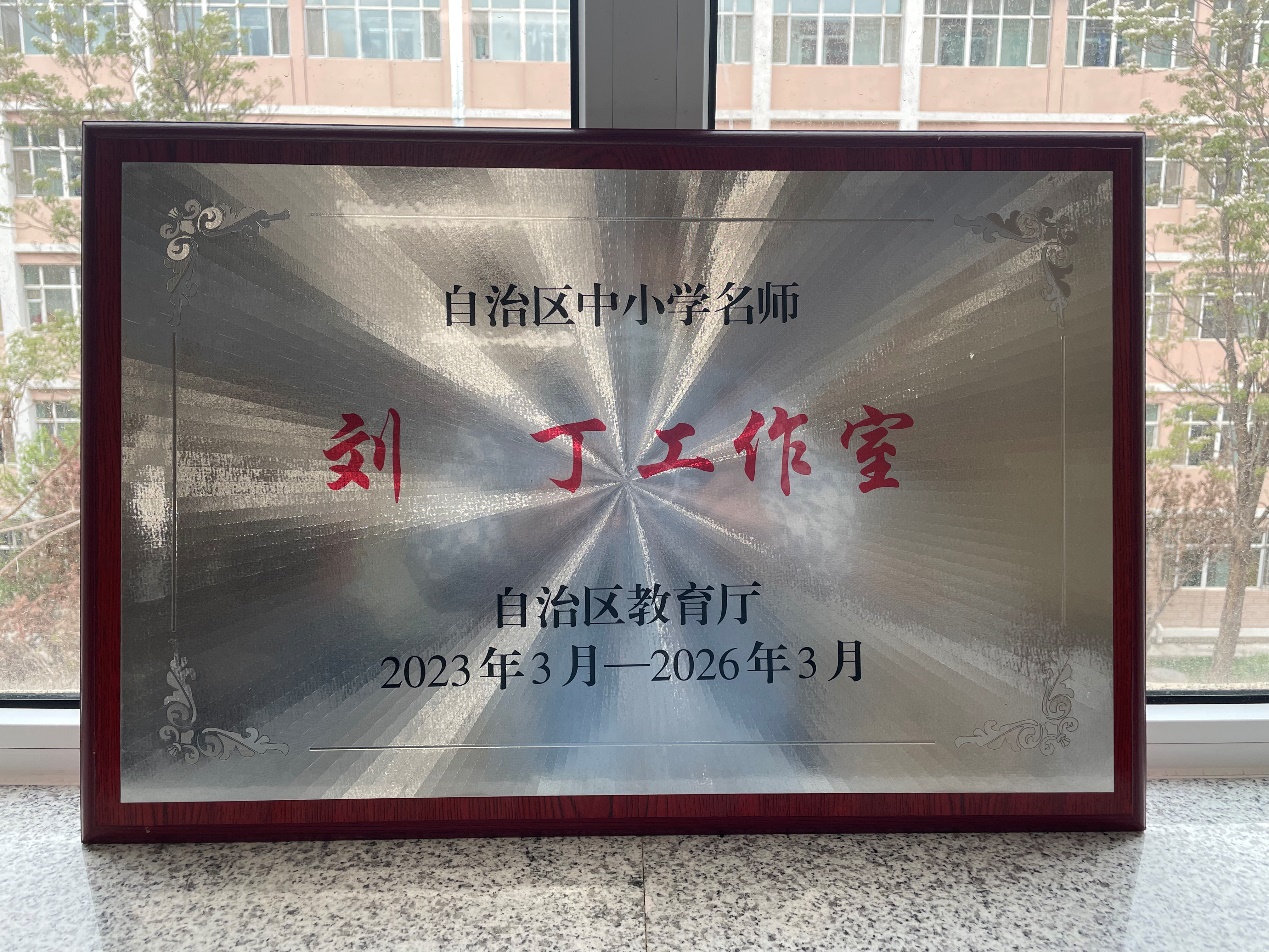 自治区中小学名师
刘 丁工作室
自治区教育厅
2023年3月—2026年3月